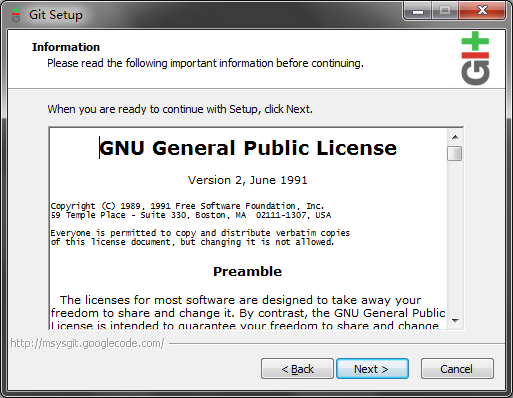 Git Setup
Information
Please read the following important information before continuing.
GIt
When you are ready to continue with Setup, click Next.
GNU General Public License
Version 2, June 1991
Copyright (C) 1989, 1991 Free Software Foundation, Inc.
59 Temple Place - Suite 330, Boston, MA  02111-1307, USA
Everyone is permitted to copy and distribute verbatim copies
of this license document, but changing it is not allowed.
Preamble
The licenses for most software are designed to take away your
freedom to share and change it. By contrast, the GNU General Public
License is intended to guarantee your freedom to share and change
http://msysgit.googlecode.com/
< Back
Next >
Cancel